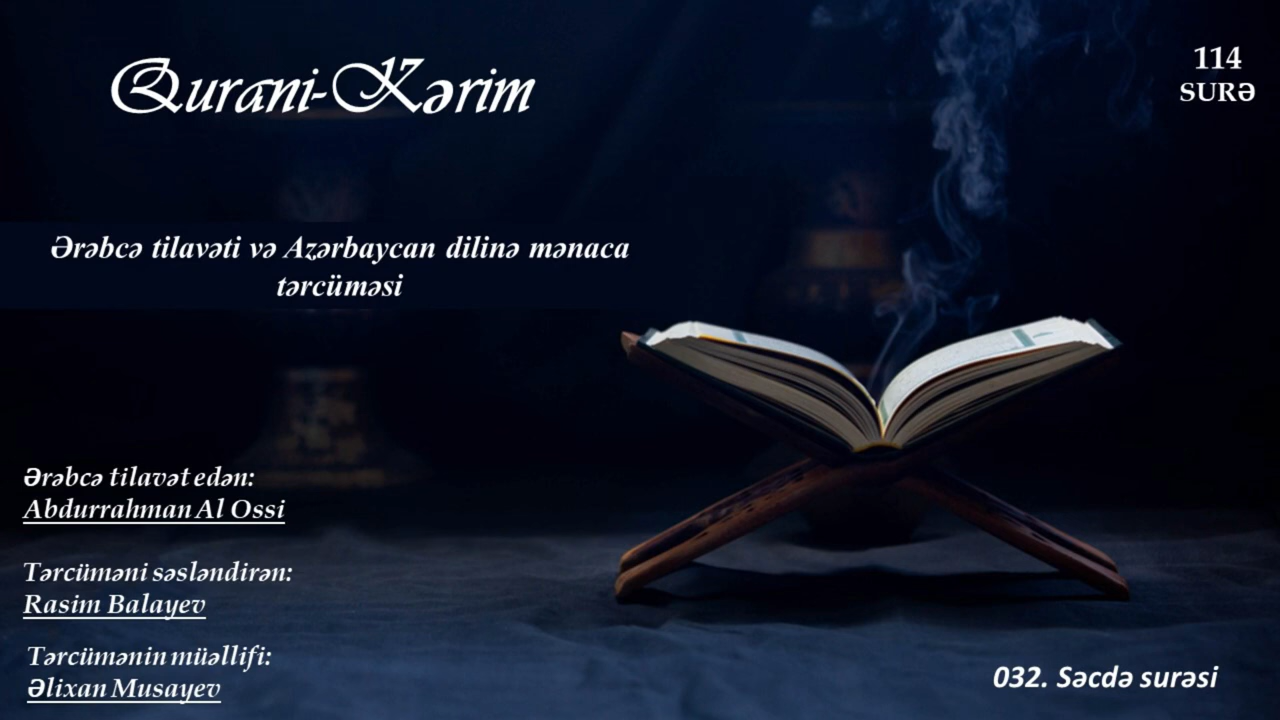 Qurani-Kərim
114
SURƏ
Ərəbcə tilavəti və Azərbaycan dilinə mənaca
tərcüməsi
Ərəbcə tilavət edən:
Abdurrahman Al Ossi
Tərcüməni səsləndirən:
Rasim Balayev
Tərcümənin müəllifi:
Əlixan Musayev
032. Səcdə surəsi